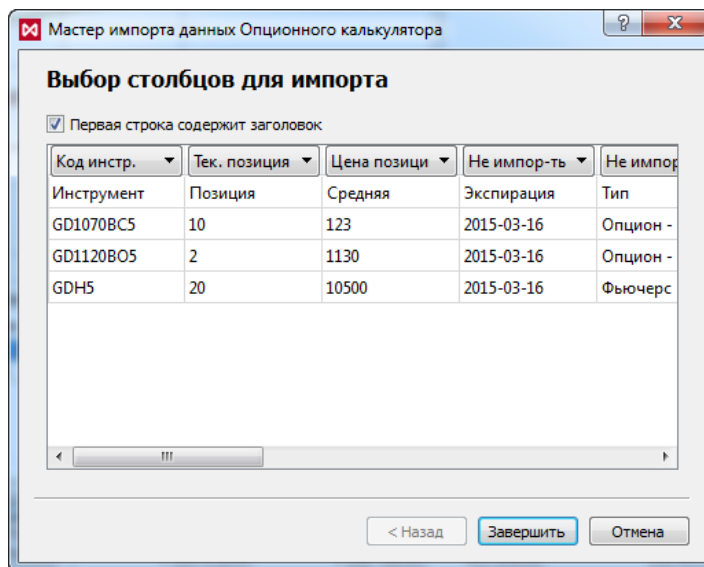 Мастер импорта данных Опционного калькулятора
Выбор столбцов для импорта
Первая строка содержит заголовок
Код инстр. Тек. позиция Цена позици Не импор-ть Не импор
Инструмент Позиция Средняя Экспирация Тип
GD1070BC5 10 123 2015-03-16 Опцион -
GD1120BO5 2 1130 2015-03-16 Опцион -
GDH5 20 10500 2015-03-16 Фьючерс
< Назад Завершить Отмена